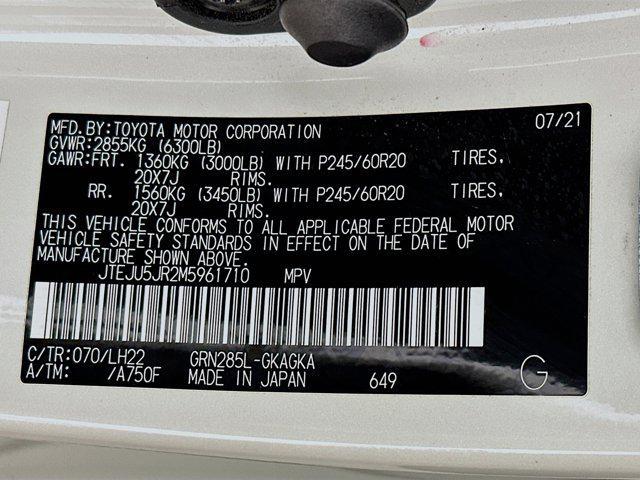 MFD.BY:TOYOTA MOTOR CORPORATION 07/21
GVWR:2855KG (6300LB)
GAWR:FRT. 1360KG (3000LB) WITH P245/60R20 TIRES,
20X7J RIMS.
RR. 1560KG (3450LB) WITH P245/60R20 TIRES,
20X7J RIMS.
THIS VEHICLE CONFORMS TO ALL APPLICABLE FEDERAL MOTOR
VEHICLE SAFETY STANDARDS IN EFFECT ON THE DATE OF
MANUFACTURE SHOWN ABOVE.
JTEJU5JR2M5961710 MPV
C/TR:070/LH22 GRN285L-GKAGKA
A/TM: /A750F MADE IN JAPAN 649 G